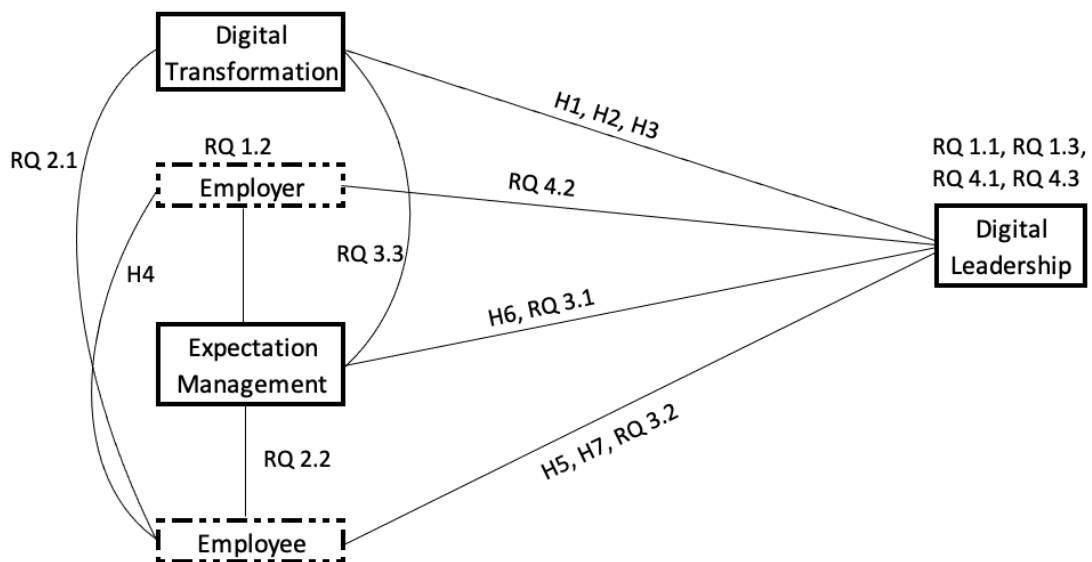 Digital
Transformation
H1, H2, H3
RQ 2.1
RQ 1.2
Employer
RQ 4.2
RQ 1.1, RQ 1.3,
RQ 4.1, RQ 4.3
Digital
Leadership
H4
RQ 3.3
H6, RQ 3.1
Expectation
Management
RQ 2.2
H5, H7, RQ 3.2
Employee